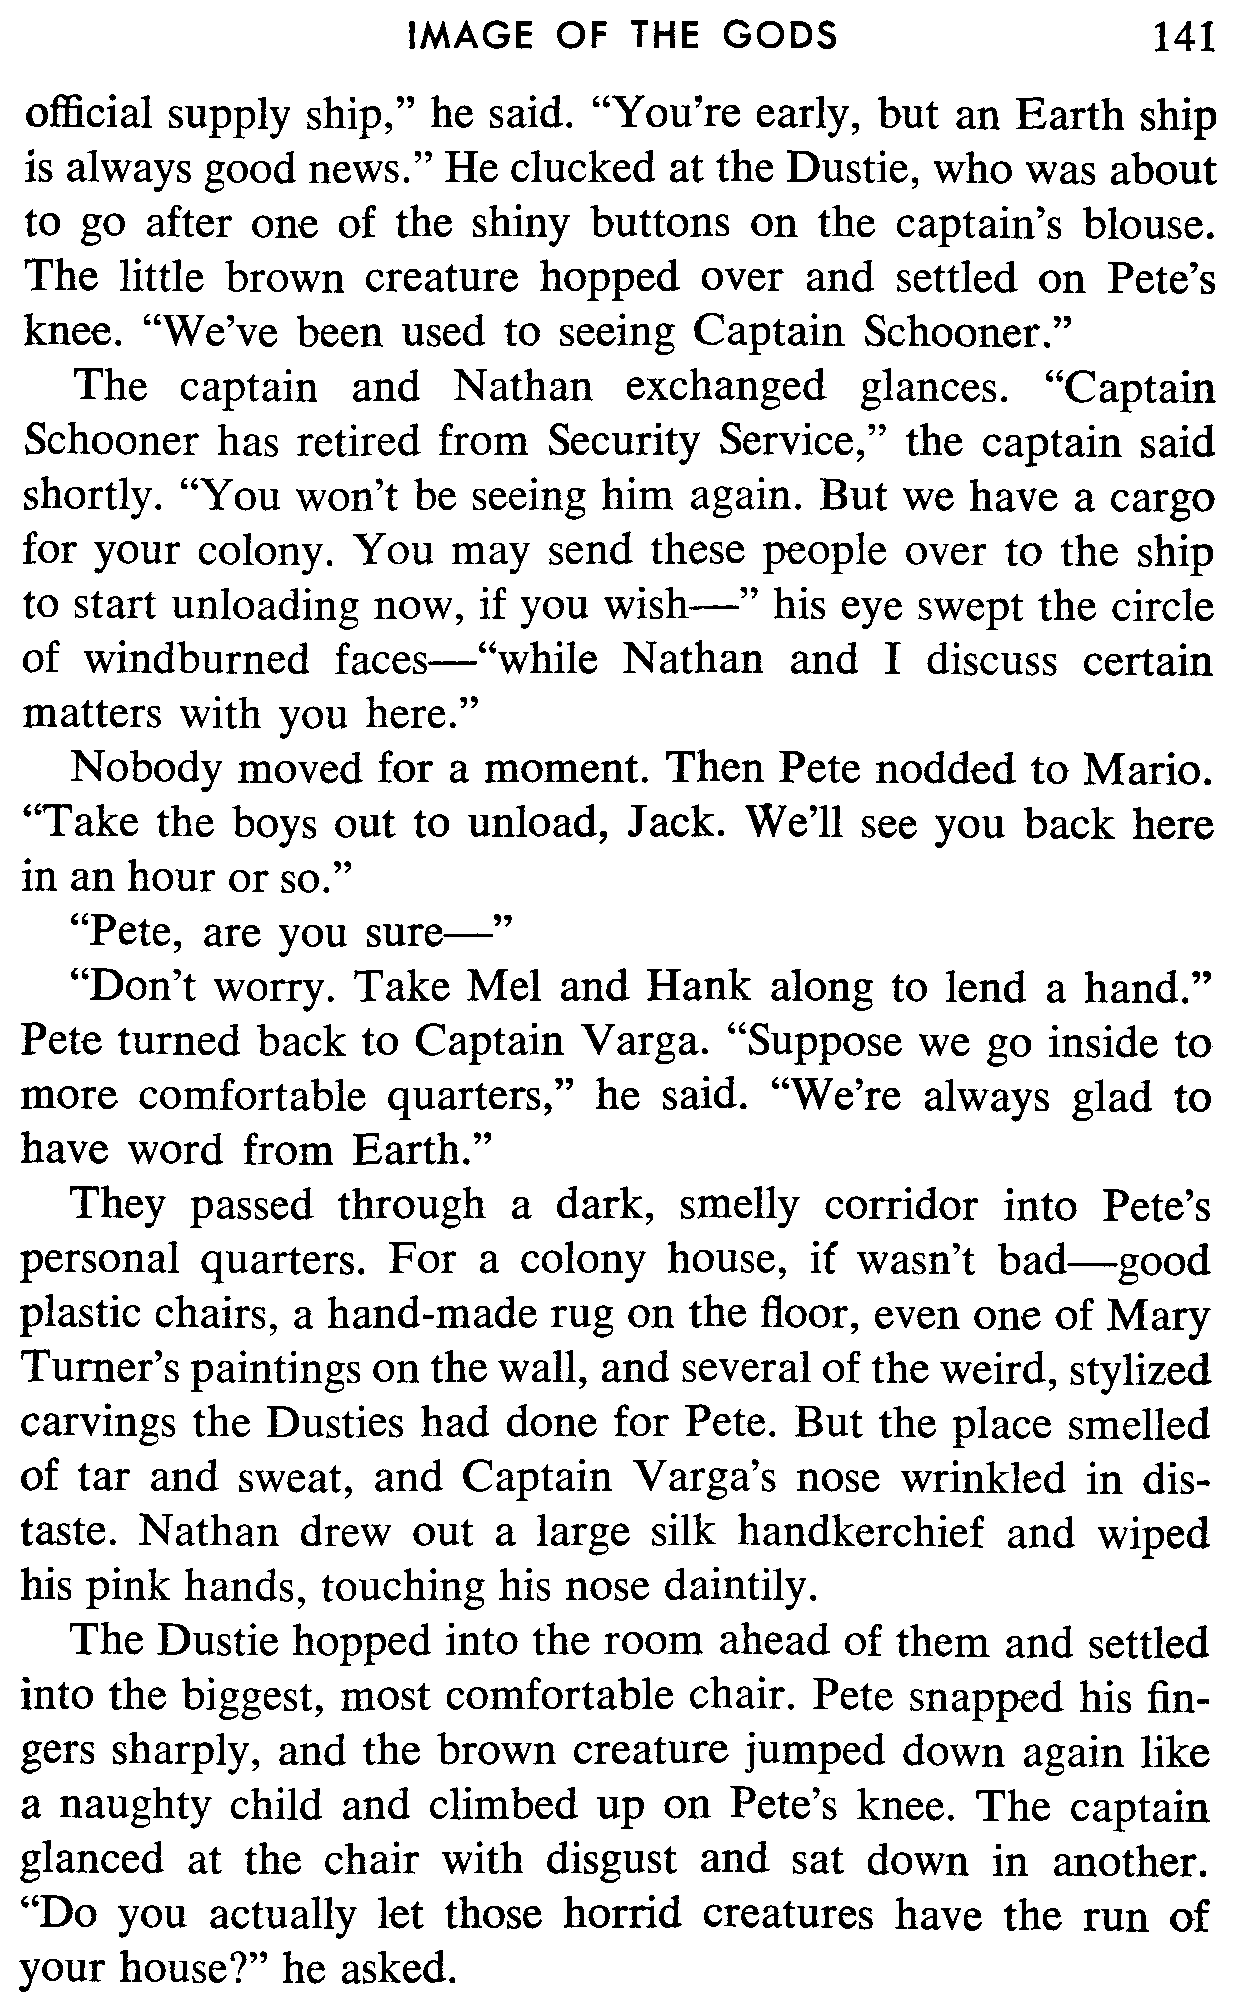 IMAGE OF THE GODS 141
official supply ship,” he said. “You're early, but an Earth ship
is always good news.” He clucked at the Dustie, who was about
to go after one of the shiny buttons on the captain's blouse.
The little brown creature hopped over and settled on Pete's
knee. “We've been used to seeing Captain Schooner.”
The captain and Nathan exchanged glances. “Captain
Schooner has retired from Security Service,” the captain said
shortly. “You won't be seeing him again. But we have a cargo
for your colony. You may send these people over to the ship
to start unloading now, if you wish—” his eye swept the circle
of windburned faces—“while Nathan and I discuss certain
matters with you here.”
Nobody moved for a moment. Then Pete nodded to Mario.
“Take the boys out to unload, Jack. We'll see you back here
in an hour or so.”
“Pete, are you sure—”
“Don't worry. Take Mel and Hank along to lend a hand.”
Pete turned back to Captain Varga. “Suppose we go inside to
more comfortable quarters,” he said. “We're always glad to
have word from Earth.”
They passed through a dark, smelly corridor into Pete's
personal quarters. For a colony house, if wasn't bad—good
plastic chairs, a hand-made rug on the floor, even one of Mary
Turner's paintings on the wall, and several of the weird, stylized
carvings the Dusties had done for Pete. But the place smelled
of tar and sweat, and Captain Varga's nose wrinkled in dis-
taste. Nathan drew out a large silk handkerchief and wiped
his pink hands, touching his nose daintily.
The Dustie hopped into the room ahead of them and settled
into the biggest, most comfortable chair. Pete snapped his fin-
gers sharply, and the brown creature jumped down again like
a naughty child and climbed up on Pete's knee. The captain
glanced at the chair with disgust and sat down in another.
“Do you actually let those horrid creatures have the run of
your house?” he asked.